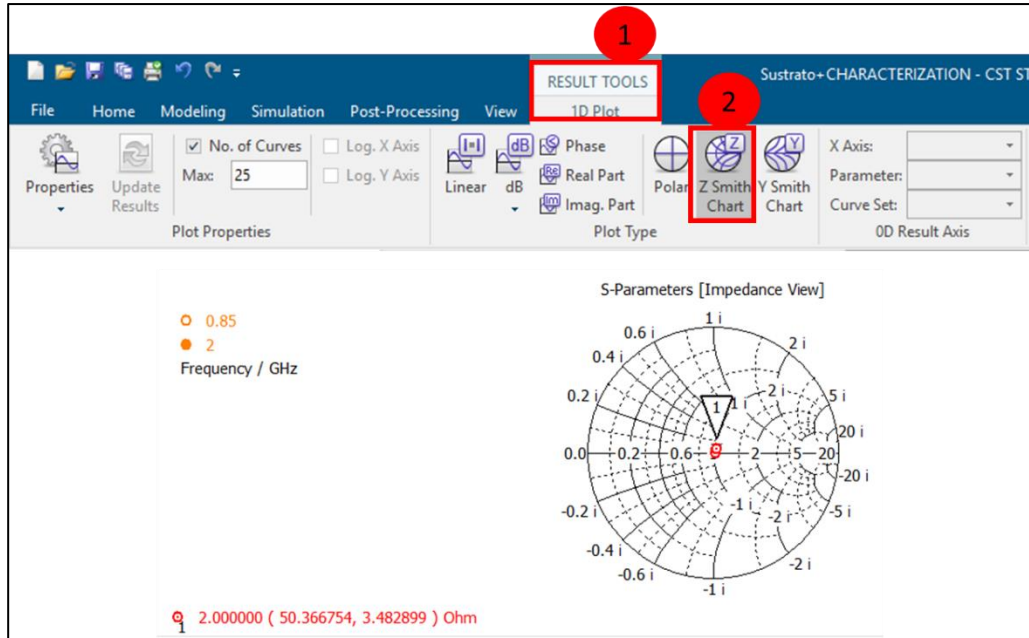 1
RESULT TOOLS
Sustrato+CHARACTERIZATION - CST ST
File Home Modeling Simulation Post-Processing View 1D Plot
2
Properties
Update Results
No. of Curves
Max: 25
Log. X Axis
Log. Y Axis
Plot Properties
Linear
dB
Phase
Real Part
Imag. Part
Polar
Z Smith Chart
Y Smith Chart
Plot Type
X Axis:
Parameter:
Curve Set:
0D Result Axis
S-Parameters [Impedance View]
0.85
2
Frequency / GHz
1 i
0.6 i
2 i
0.4 i
0.2 i
2 i
5 i
1
1 i
20 i
0.0
0.2
0.6
2
5
20
-20 i
-0.2 i
-1 i
-2 i
-5 i
-0.4 i
-0.6 i
-2 i
-1 i
1
2.000000 ( 50.366754, 3.482899 ) Ohm